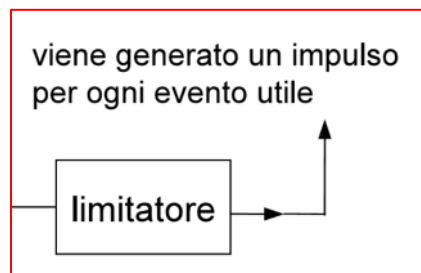 viene generato un impulso
per ogni evento utile
limitatore